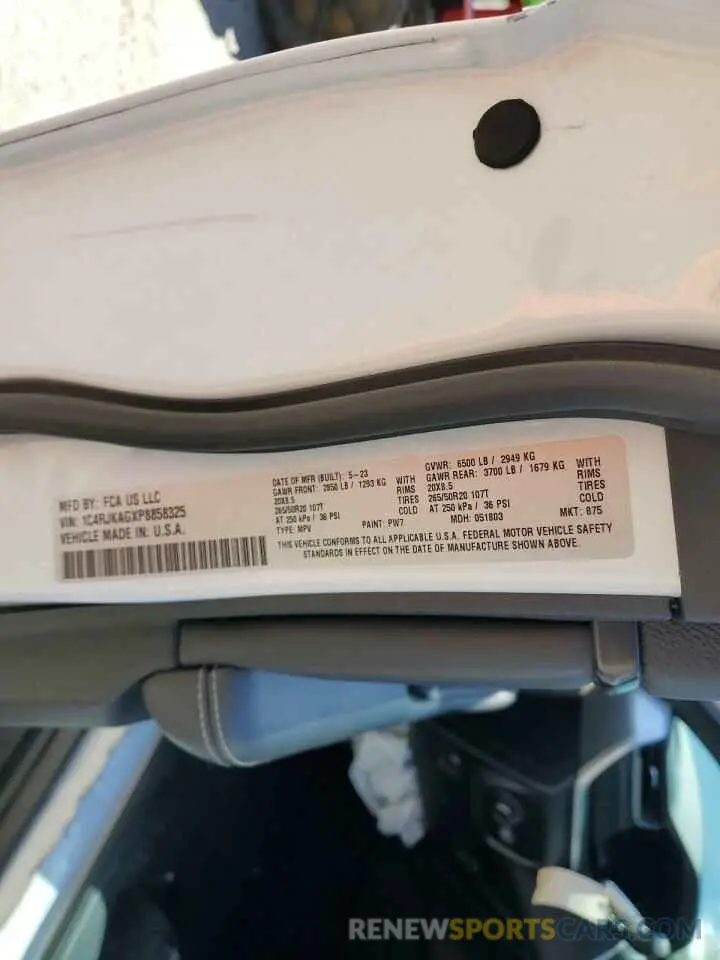 MFD BY: FCA US LLC
VIN: 1C4RJKAGXP8858325
VEHICLE MADE IN: U.S.A.
DATE OF MFR (BUILT): 5-23
GAWR FRONT: 2850 LB / 1293 KG WITH
20X8.5 RIMS
265/50R20 107T TIRES
AT 250 kPa / 36 PSI COLD
TYPE: MPV PAINT: PW7
GVWR: 6500 LB / 2949 KG
GAWR REAR: 3700 LB / 1679 KG WITH
20X8.5 RIMS
265/50R20 107T TIRES
AT 250 kPa / 36 PSI COLD
MDH: 051803 MKT: 875
THIS VEHICLE CONFORMS TO ALL APPLICABLE U.S.A. FEDERAL MOTOR VEHICLE SAFETY
STANDARDS IN EFFECT ON THE DATE OF MANUFACTURE SHOWN ABOVE.
RENEWSPORTSCARS.COM